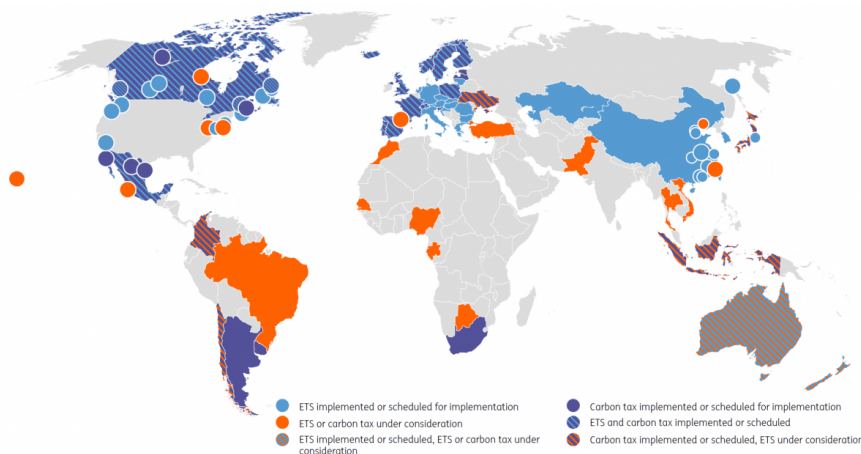 ETS implemented or scheduled for implementation
ETS or carbon tax under consideration
ETS implemented or scheduled, ETS or carbon tax under
consideration
Carbon tax implemented or scheduled for implementation
ETS and carbon tax implemented or scheduled
Carbon tax implemented or scheduled, ETS under consideration